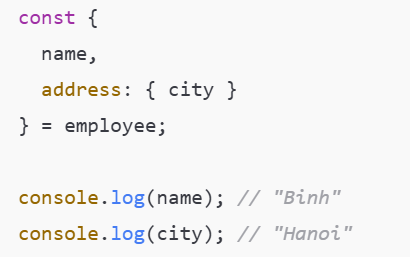 const {
  name,
  address: { city }
} = employee;

console.log(name); // "Binh"
console.log(city); // "Hanoi"